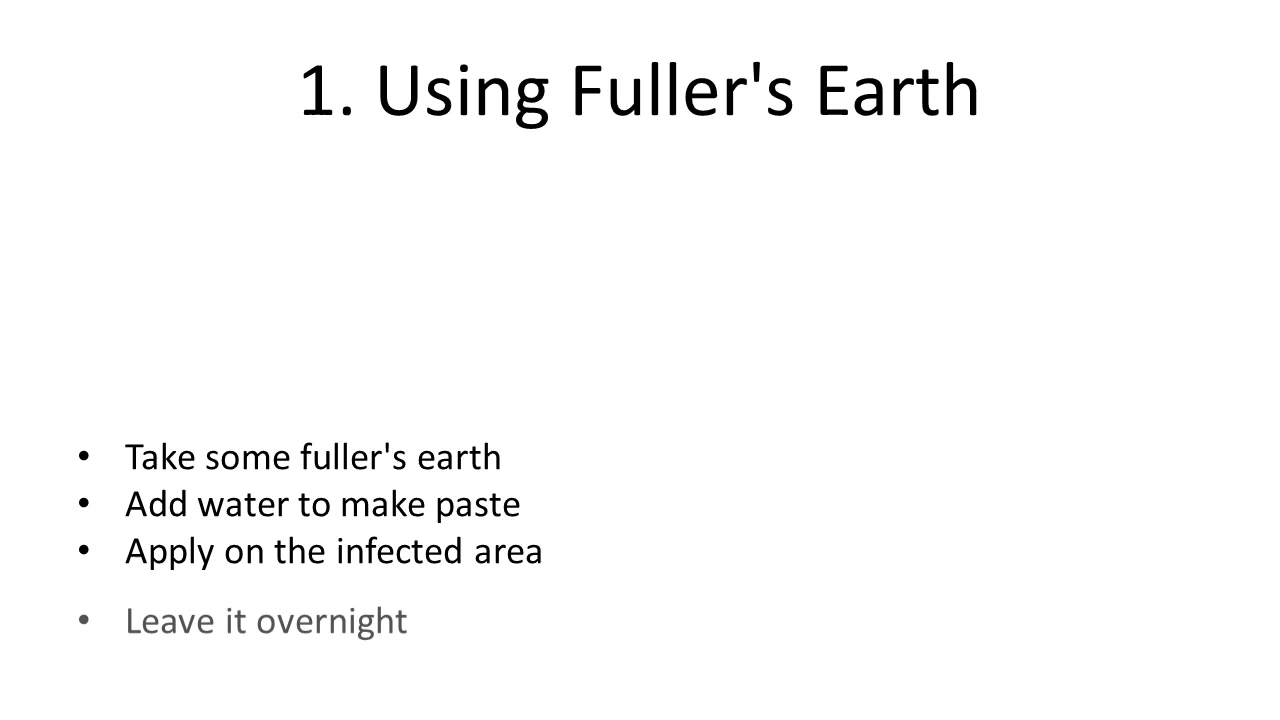 1. Using Fuller's Earth
• Take some fuller's earth
• Add water to make paste
• Apply on the infected area
• Leave it overnight